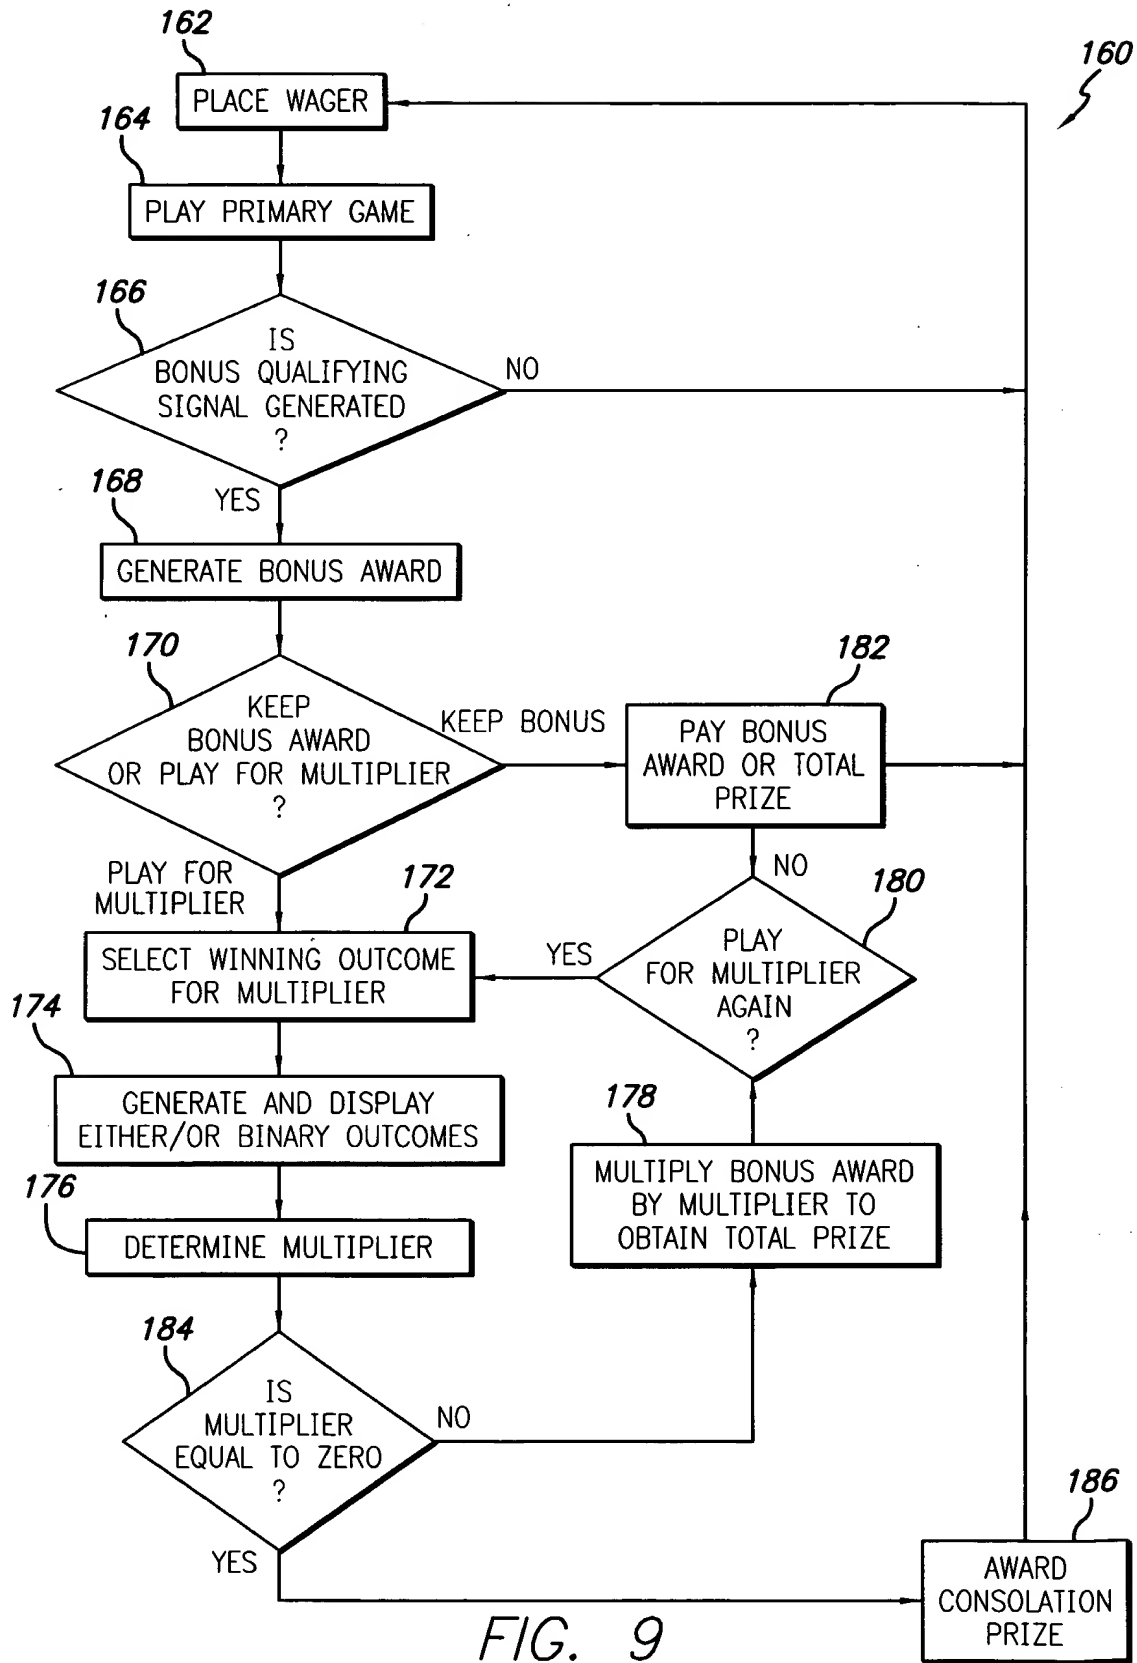 162
160
PLACE WAGER
164
PLAY PRIMARY GAME
166
IS
BONUS QUALIFYING
SIGNAL GENERATED
?
NO
YES
168
GENERATE BONUS AWARD
170
KEEP
BONUS AWARD
OR PLAY FOR MULTIPLIER
?
KEEP BONUS
182
PAY BONUS
AWARD OR TOTAL
PRIZE
PLAY FOR
MULTIPLIER
172
SELECT WINNING OUTCOME
FOR MULTIPLIER
NO
180
PLAY
FOR MULTIPLIER
AGAIN
?
YES
174
GENERATE AND DISPLAY
EITHER/OR BINARY OUTCOMES
178
MULTIPLY BONUS AWARD
BY MULTIPLIER TO
OBTAIN TOTAL PRIZE
176
DETERMINE MULTIPLIER
184
IS
MULTIPLIER
EQUAL TO ZERO
?
NO
YES
186
AWARD
CONSOLATION
PRIZE
FIG. 9